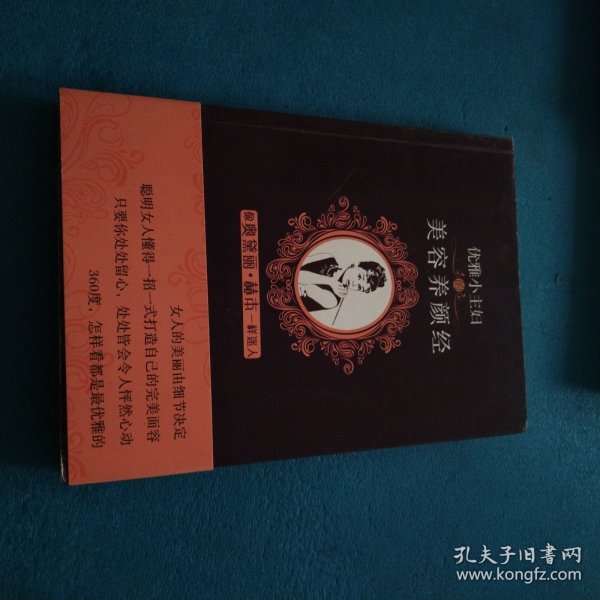 优雅小主妇
的
美容养颜经
像奥黛丽·赫本一样迷人
女人的美丽由细节决定
聪明女人懂得一招一式打造自己的完美面容
只要你处处留心，处处皆会令人怦然心动
360度，怎样看都是最优雅的
孔夫子旧书网
www.kongfz.com